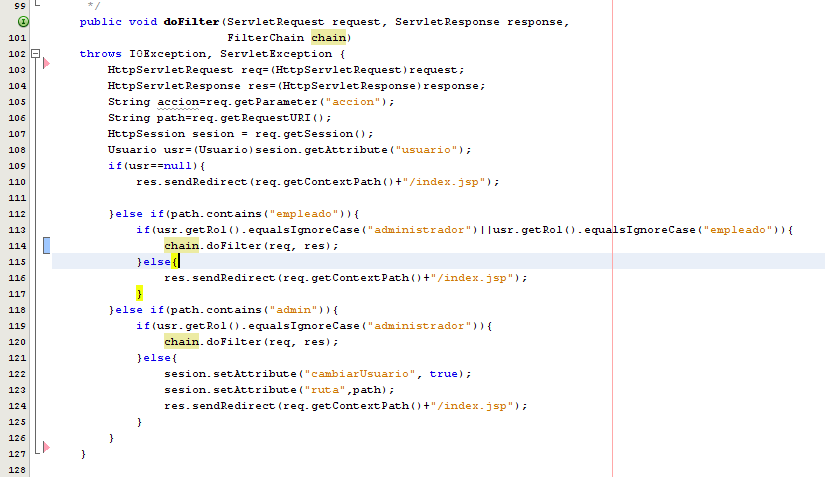 99 */
public void doFilter(ServletRequest request, ServletResponse response,
101 FilterChain chain)
102 throws IOException, ServletException {
103 HttpServletRequest req=(HttpServletRequest)request;
104 HttpServletResponse res=(HttpServletResponse)response;
105 String accion=req.getParameter("accion");
106 String path=req.getRequestURI();
107 HttpSession sesion = req.getSession();
108 Usuario usr=(Usuario)sesion.getAttribute("usuario");
109 if(usr==null){
110 res.sendRedirect(req.getContextPath()+"/index.jsp");
111
112 }else if(path.contains("empleado")){
113 if(usr.getRol().equalsIgnoreCase("administrador")||usr.getRol().equalsIgnoreCase("empleado")){
114 chain.doFilter(req, res);
115 }else{
116 res.sendRedirect(req.getContextPath()+"/index.jsp");
117 }
118 }else if(path.contains("admin")){
119 if(usr.getRol().equalsIgnoreCase("administrador")){
120 chain.doFilter(req, res);
121 }else{
122 sesion.setAttribute("cambiarUsuario", true);
123 sesion.setAttribute("ruta",path);
124 res.sendRedirect(req.getContextPath()+"/index.jsp");
125 }
126 }
127 }
128